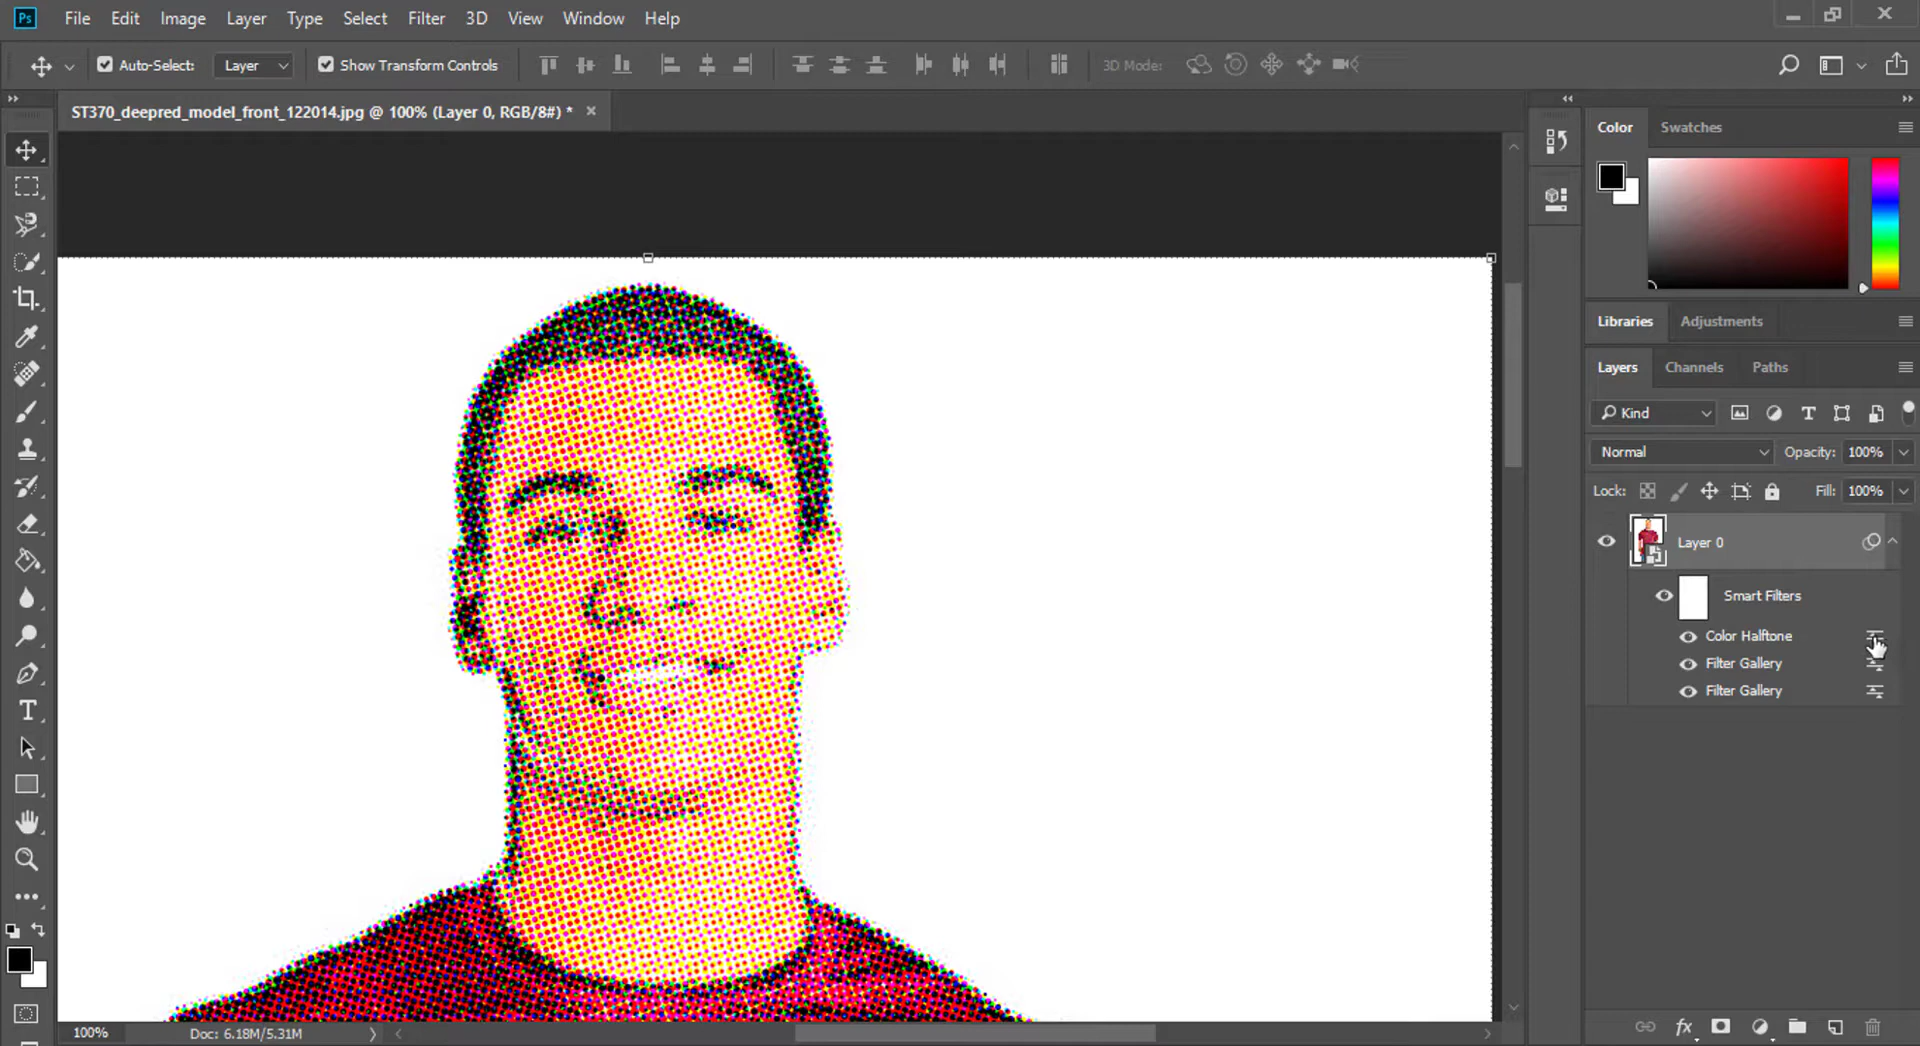 Ps File Edit Image Layer Type Select Filter 3D View Window Help
Auto-Select: Layer Show Transform Controls 3D Mode:
ST370_deepred_model_front_122014.jpg @ 100% (Layer 0, RGB/8#) * ×
Color Swatches
Libraries Adjustments
Layers Channels Paths
Kind
Normal Opacity: 100%
Lock: Fill: 100%
Layer 0
Smart Filters
Color Halftone
Filter Gallery
Filter Gallery
100% Doc: 6.18M/5.31M
fx